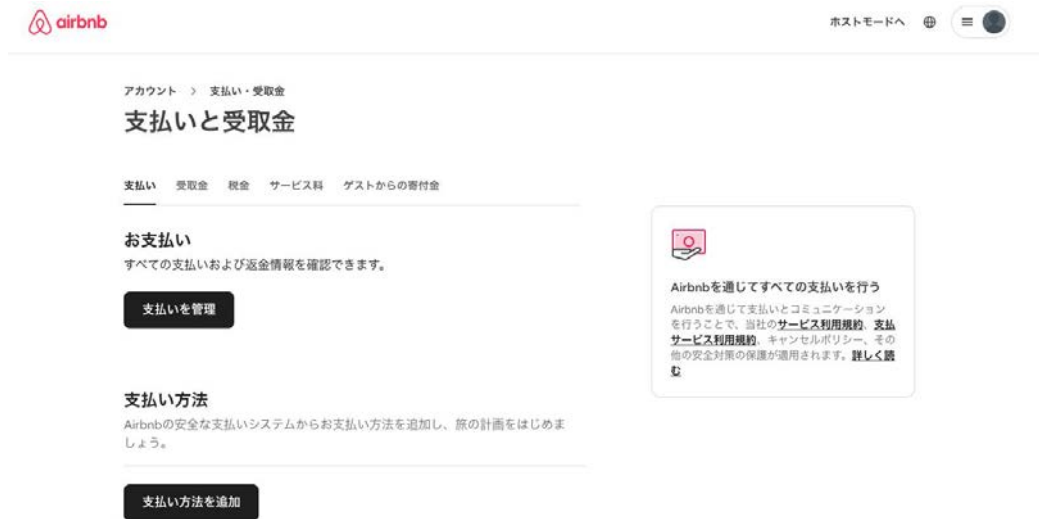 airbnb
ホストモードへ
アカウント > 支払い・受取金
支払いと受取金
支払い 受取金 税金 サービス料 ゲストからの寄付金
お支払い
すべての支払いおよび返金情報を確認できます。
支払いを管理
支払い方法
Airbnbの安全な支払いシステムからお支払い方法を追加し、旅の計画をはじめま
しょう。
支払い方法を追加
Airbnbを通じてすべての支払いを行う
Airbnbを通じて支払いとコミュニケーション
を行うことで、当社のサービス利用規約、支払
サービス利用規約、キャンセルポリシー、その
他の安全対策の保護が適用されます。詳しく読
む